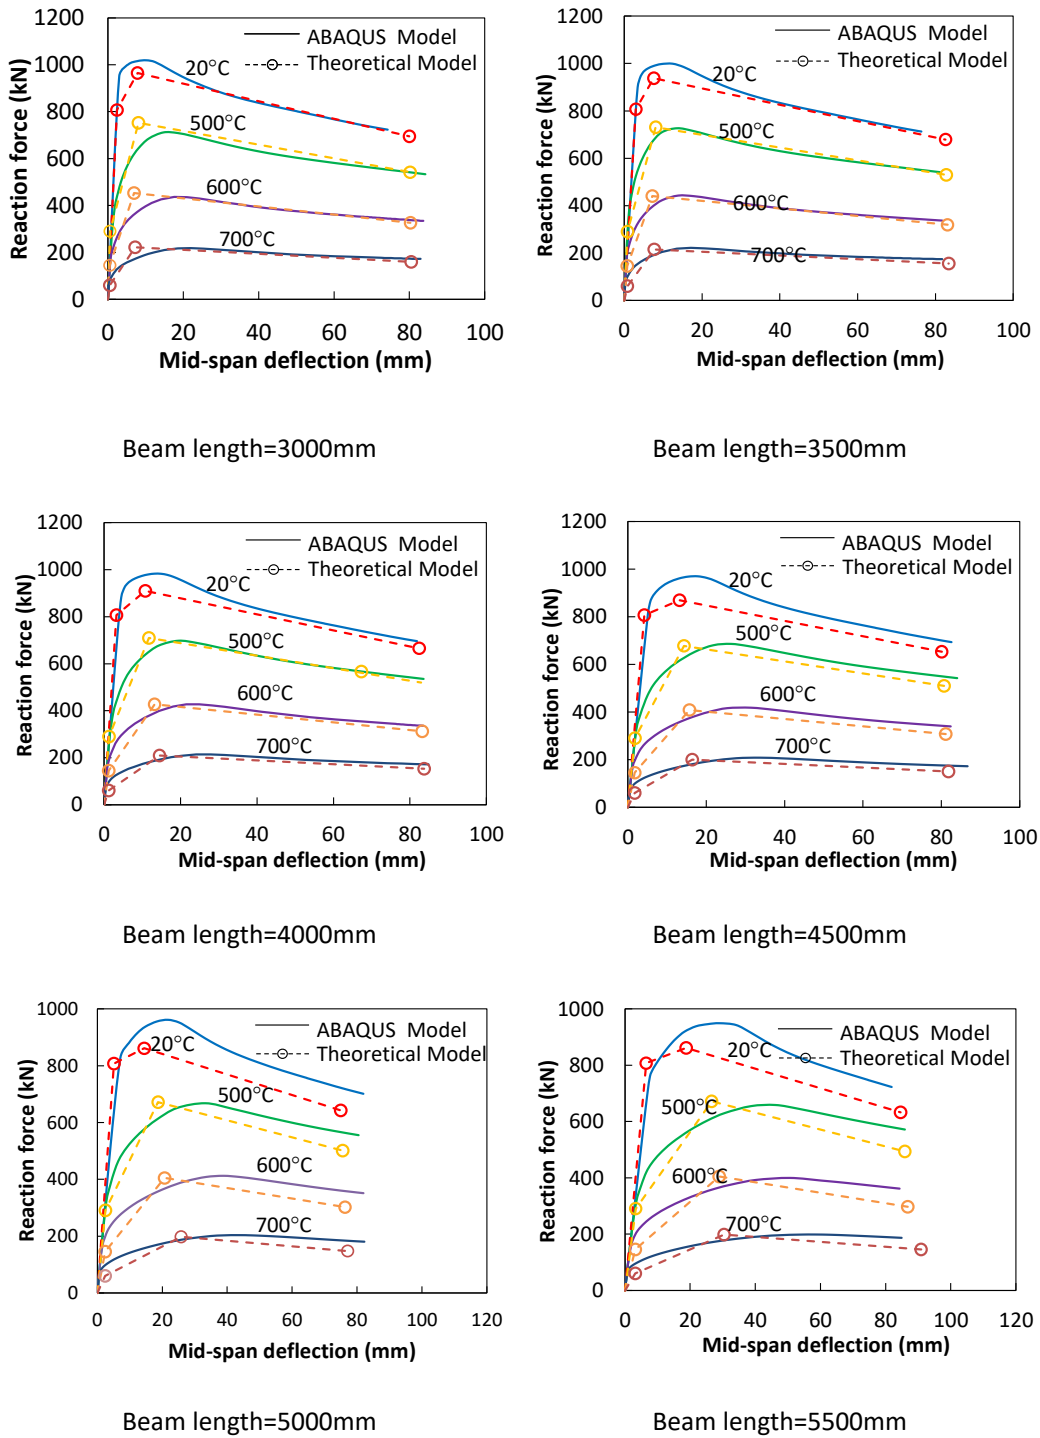 1200
1000
800
600
400
200
0
0 20 40 60 80 100
Reaction force (kN)
Mid-span deflection (mm)
ABAQUS Model
Theoretical Model
20°C
500°C
600°C
700°C
Beam length=3000mm
1200
1000
800
600
400
200
0
0 20 40 60 80 100
Reaction force (kN)
Mid-span deflection (mm)
ABAQUS Model
Theoretical Model
20°C
500°C
600°C
700°C
Beam length=3500mm
1200
1000
800
600
400
200
0
0 20 40 60 80 100
Reaction force (kN)
Mid-span deflection (mm)
ABAQUS Model
Theoretical Model
20°C
500°C
600°C
700°C
Beam length=4000mm
1200
1000
800
600
400
200
0
0 20 40 60 80 100
Reaction force (kN)
Mid-span deflection (mm)
ABAQUS Model
Theoretical Model
20°C
500°C
600°C
700°C
Beam length=4500mm
1000
800
600
400
200
0
0 20 40 60 80 100 120
Reaction force (kN)
Mid-span deflection (mm)
ABAQUS Model
Theoretical Model
20°C
500°C
600°C
700°C
Beam length=5000mm
1000
800
600
400
200
0
0 20 40 60 80 100 120
Reaction force (kN)
Mid-span deflection (mm)
ABAQUS Model
Theoretical Model
20°C
500°C
600°C
700°C
Beam length=5500mm